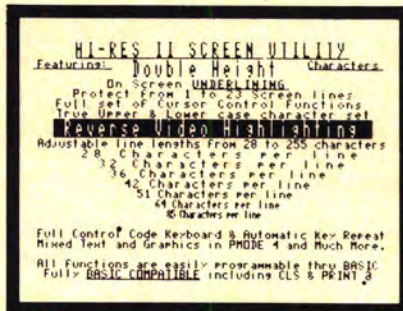 HI-RES II SCREEN UTILITY
Featuring: Double Height Characters
On Screen UNDERLINING
Protect from 1 to 23 Screen lines
Full set of Cursor Control Functions
True Upper & Lower case character set
Reverse Video Highlighting
Adjustable line lengths from 28 to 255 characters
28 Characters per line
32 Characters per line
36 Characters per line
42 Characters per line
51 Characters per line
64 Characters per line
85 Characters per line
Full Control Code Keyboard & Automatic Key Repeat
Mixed Text and Graphics in PMODE 4 and Much More.
All Functions are easily programmable thru BASIC
Fully BASIC COMPATIBLE including CLS & PRINT @.